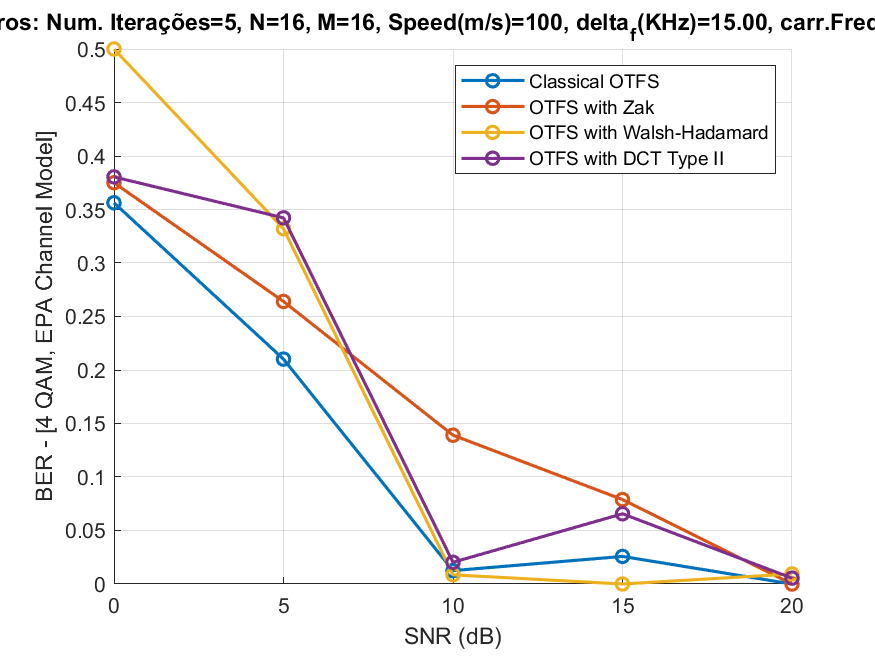 ros: Num. Iterações=5, N=16, M=16, Speed(m/s)=100, delta_f(KHz)=15.00, carr.Freq
0.5
0.45
0.4
0.35
0.3
0.25
0.2
0.15
0.1
0.05
0
BER - [4 QAM, EPA Channel Model]
Classical OTFS
OTFS with Zak
OTFS with Walsh-Hadamard
OTFS with DCT Type II
0 5 10 15 20
SNR (dB)